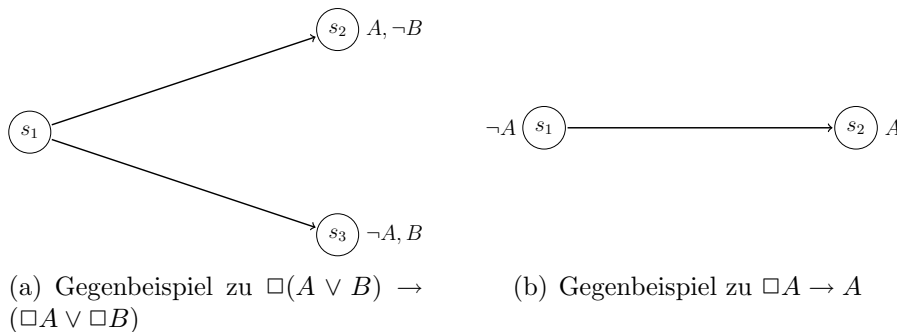 s₂ A, ¬B
s₁
s₃ ¬A, B
(a) Gegenbeispiel zu □(A ∨ B) →
(□A ∨ □B)
¬A s₁ s₂ A
(b) Gegenbeispiel zu □A → A